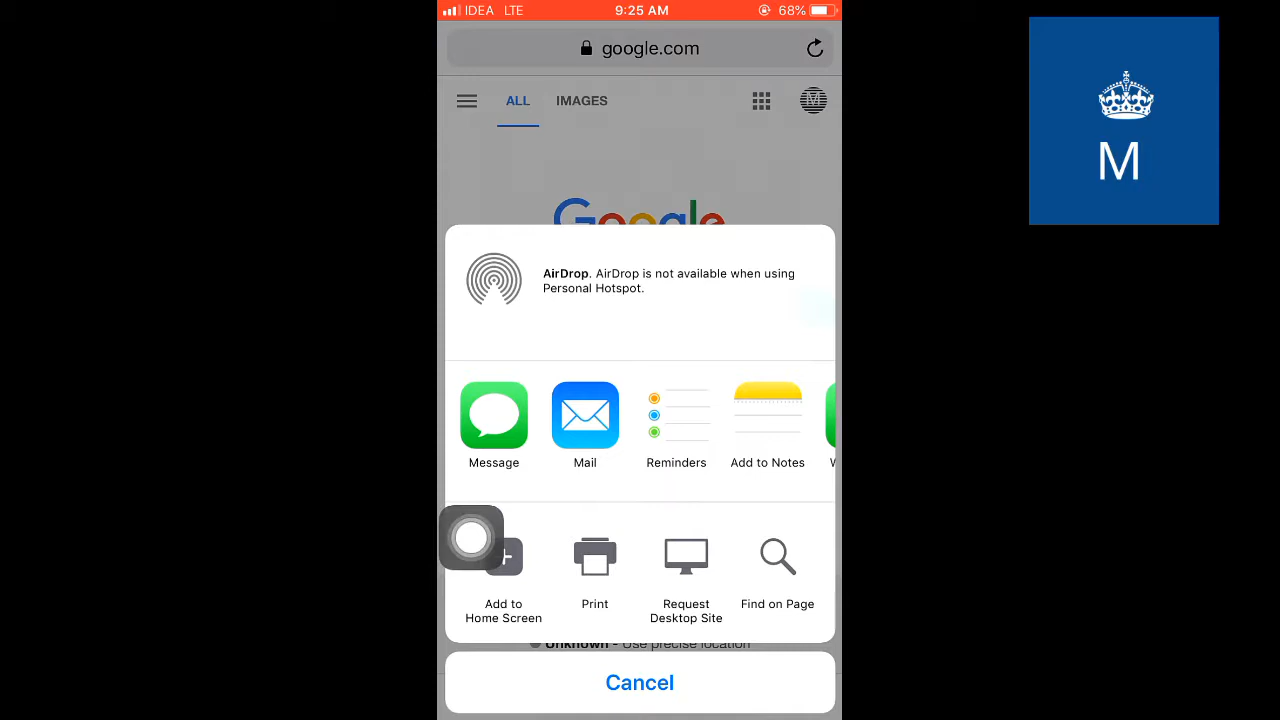 IDEA LTE 9:25 AM 68%
google.com
ALL IMAGES
M
M
Google
AirDrop. AirDrop is not available when using
Personal Hotspot.
Message Mail Reminders Add to Notes
Add to
Home Screen
Print
Request
Desktop Site
Find on Page
Unknown - Use precise location
Cancel